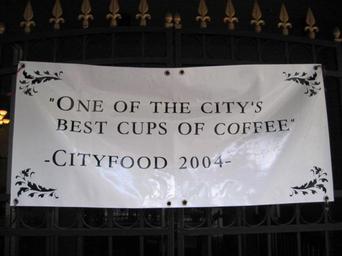 "ONE OF THE CITY'S
BEST CUPS OF COFFEE"
-CITYFOOD 2004-